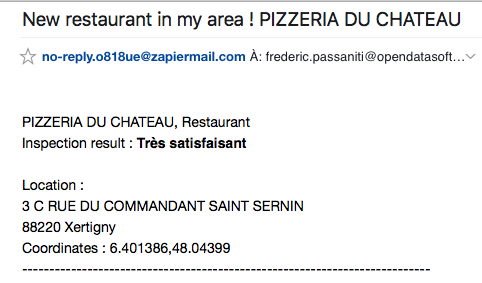 New restaurant in my area ! PIZZERIA DU CHATEAU
no-reply.o818ue@zapiermail.com À: frederic.passaniti@opendatasoft...
PIZZERIA DU CHATEAU, Restaurant
Inspection result : Très satisfaisant
Location :
3 C RUE DU COMMANDANT SAINT SERNIN
88220 Xertigny
Coordinates : 6.401386,48.04399
-----------------------------------------------------------------------------